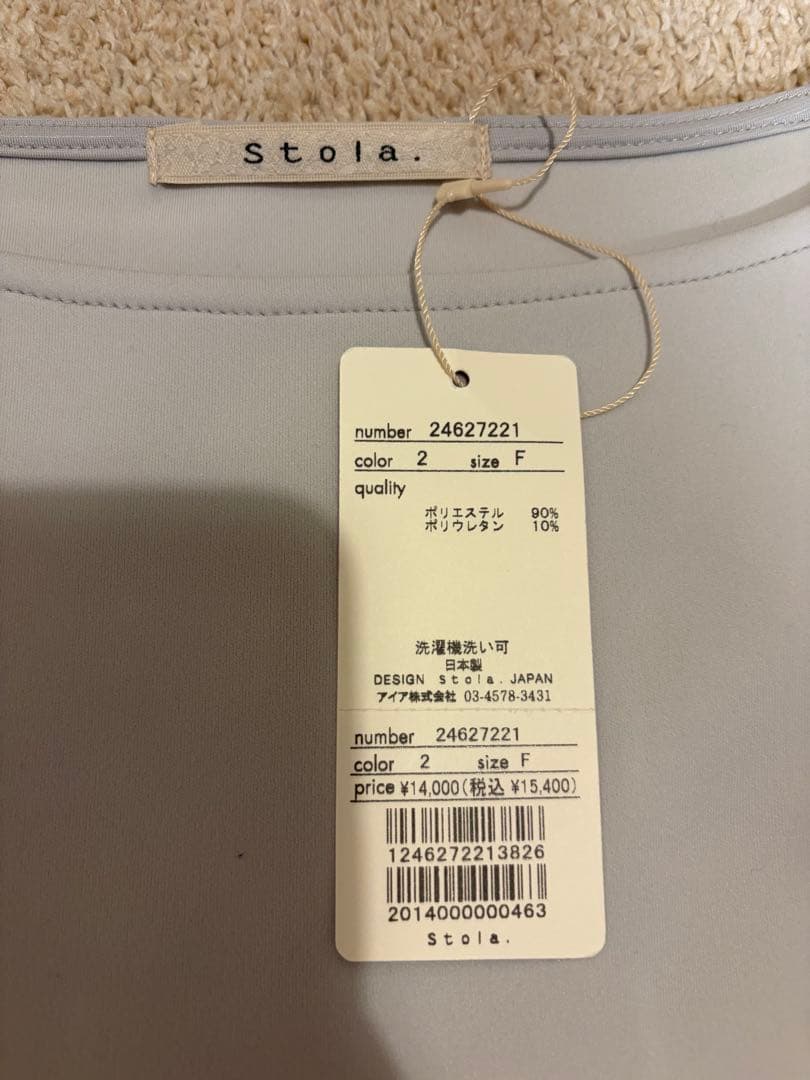 Stola.
number 24627221
color 2 size F
quality
ポリエステル 90%
ポリウレタン 10%
洗濯機洗い可
日本製
DESIGN Stola. JAPAN
アイア株式会社 03-4578-3431
number 24627221
color 2 size F
price ¥14,000(税込 ¥15,400)
1246272213826
2014000000463
Stola.